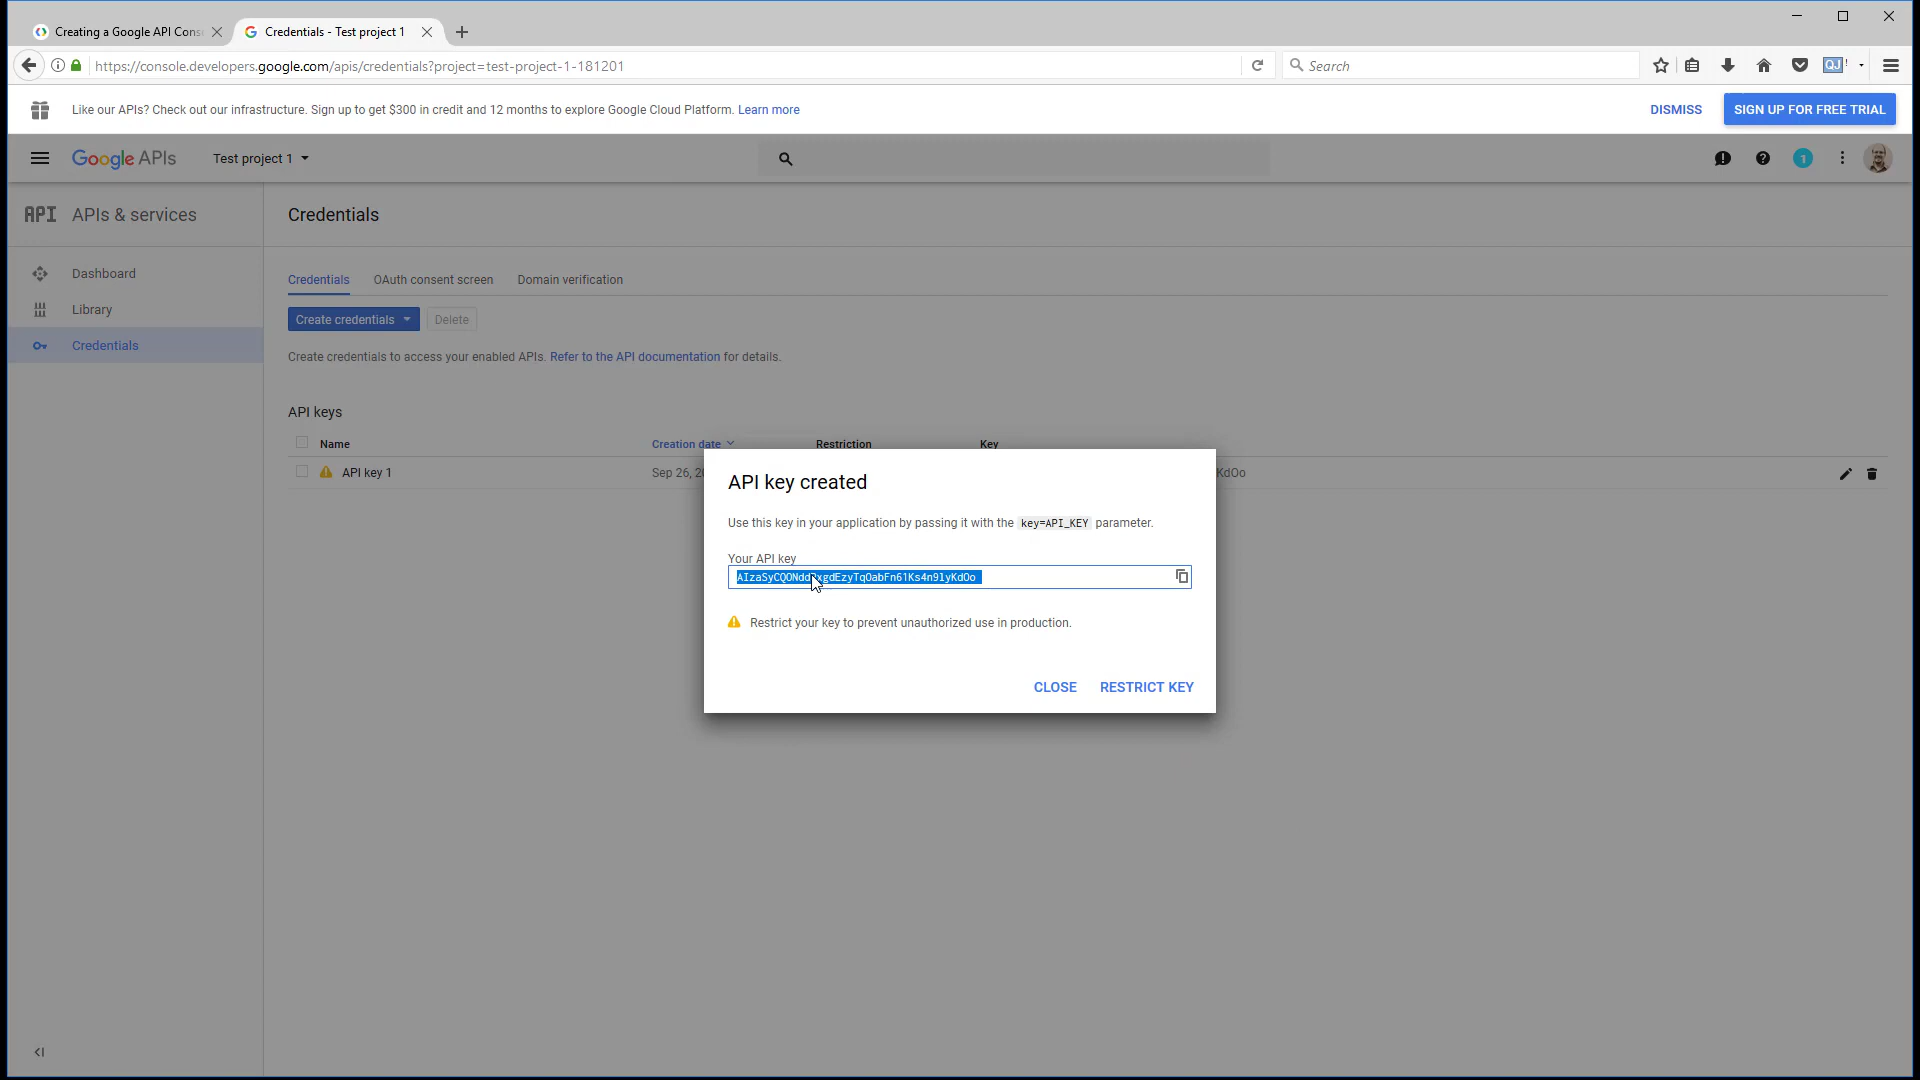 Creating a Google API Cons
Credentials - Test project 1
https://console.developers.google.com/apis/credentials?project=test-project-1-181201
Search
QJ
!
Like our APIs? Check out our infrastructure. Sign up to get $300 in credit and 12 months to explore Google Cloud Platform. Learn more
DISMISS
SIGN UP FOR FREE TRIAL
Google APIs
Test project 1
1
API APIs & services
Credentials
Dashboard
Library
Credentials
Credentials
OAuth consent screen
Domain verification
Create credentials
Delete
Create credentials to access your enabled APIs. Refer to the API documentation for details.
API keys
Name
Creation date
Restriction
Key
API key 1
Sep 26,
KdOo
API key created
Use this key in your application by passing it with the key=API_KEY parameter.
Your API key
Restrict your key to prevent unauthorized use in production.
CLOSE
RESTRICT KEY